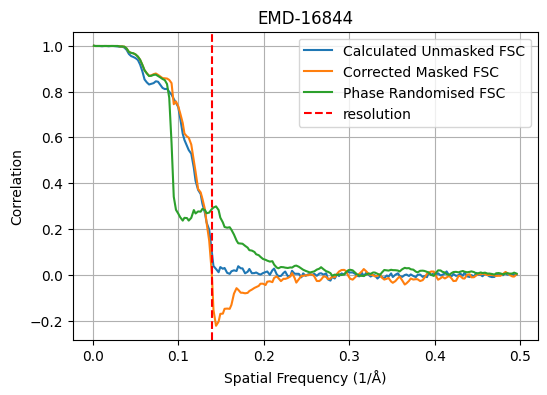 EMD-16844
Calculated Unmasked FSC
Corrected Masked FSC
Phase Randomised FSC
resolution
Correlation
1.0
0.8
0.6
0.4
0.2
0.0
−0.2
0.0 0.1 0.2 0.3 0.4 0.5
Spatial Frequency (1/Å)